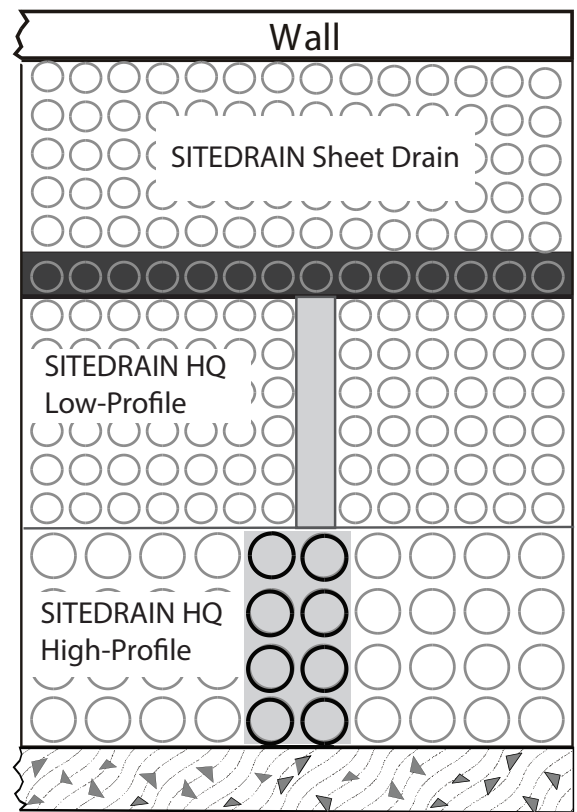 Wall
SITEDRAIN Sheet Drain
SITEDRAIN HQ
Low-Profile
SITEDRAIN HQ
High-Profile